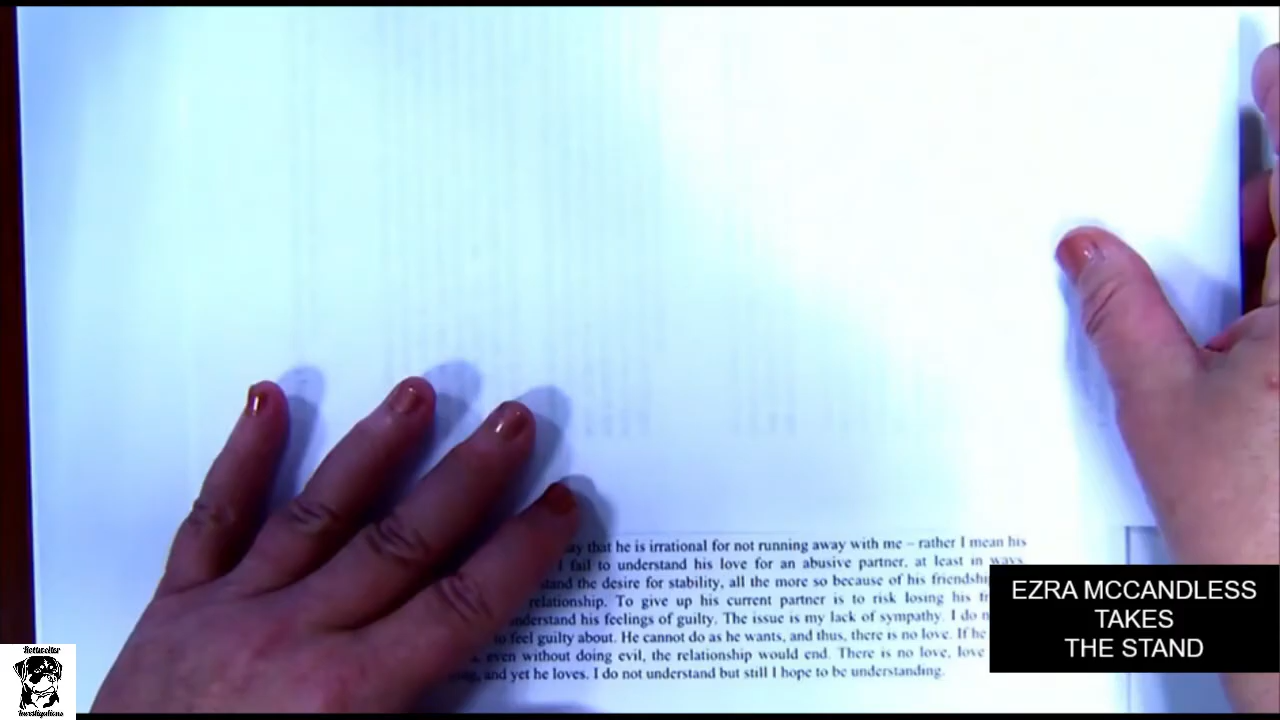 ay that he is irrational for not running away with me – rather I mean his
I fail to understand his love for an abusive partner, at least in ways
stand the desire for stability, all the more so because of his friendshi
relationship. To give up his current partner is to risk losing his fr
nderstand his feelings of guilty. The issue is my lack of sympathy. I do n
to feel guilty about. He cannot do as he wants, and thus, there is no love. If he
, even without doing evil, the relationship would end. There is no love, love
, and yet he loves. I do not understand but still I hope to be understanding.
EZRA MCCANDLESS
TAKES
THE STAND
Rottweiler
Investigations